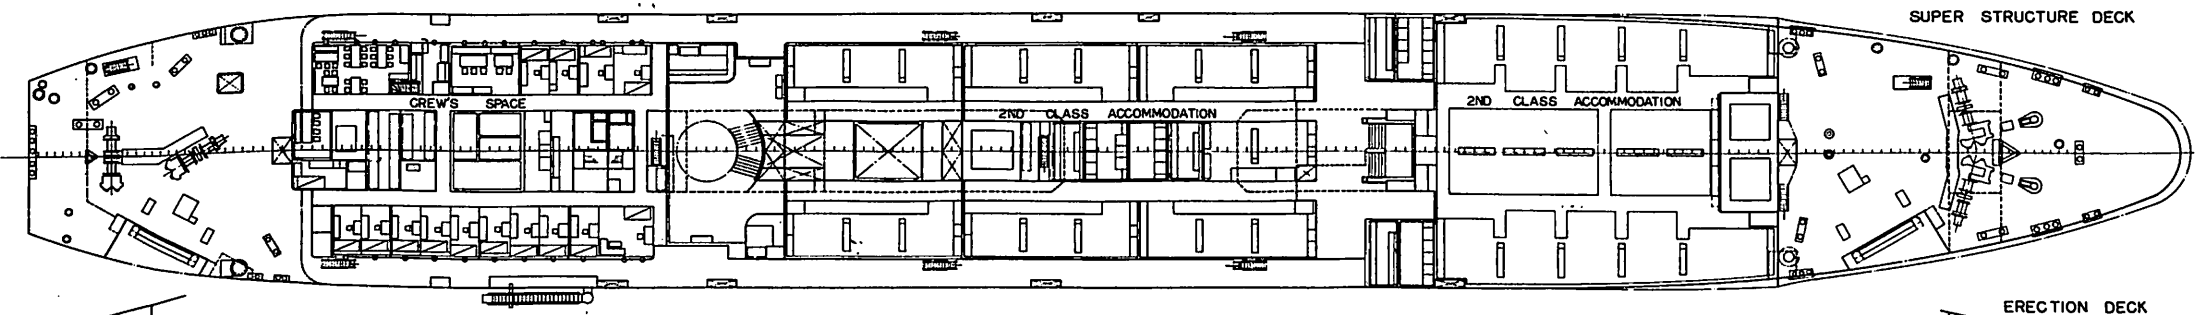 SUPER STRUCTURE DECK
CREW'S SPACE
2ND CLASS ACCOMMODATION
2ND CLASS ACCOMMODATION
ERECTION DECK